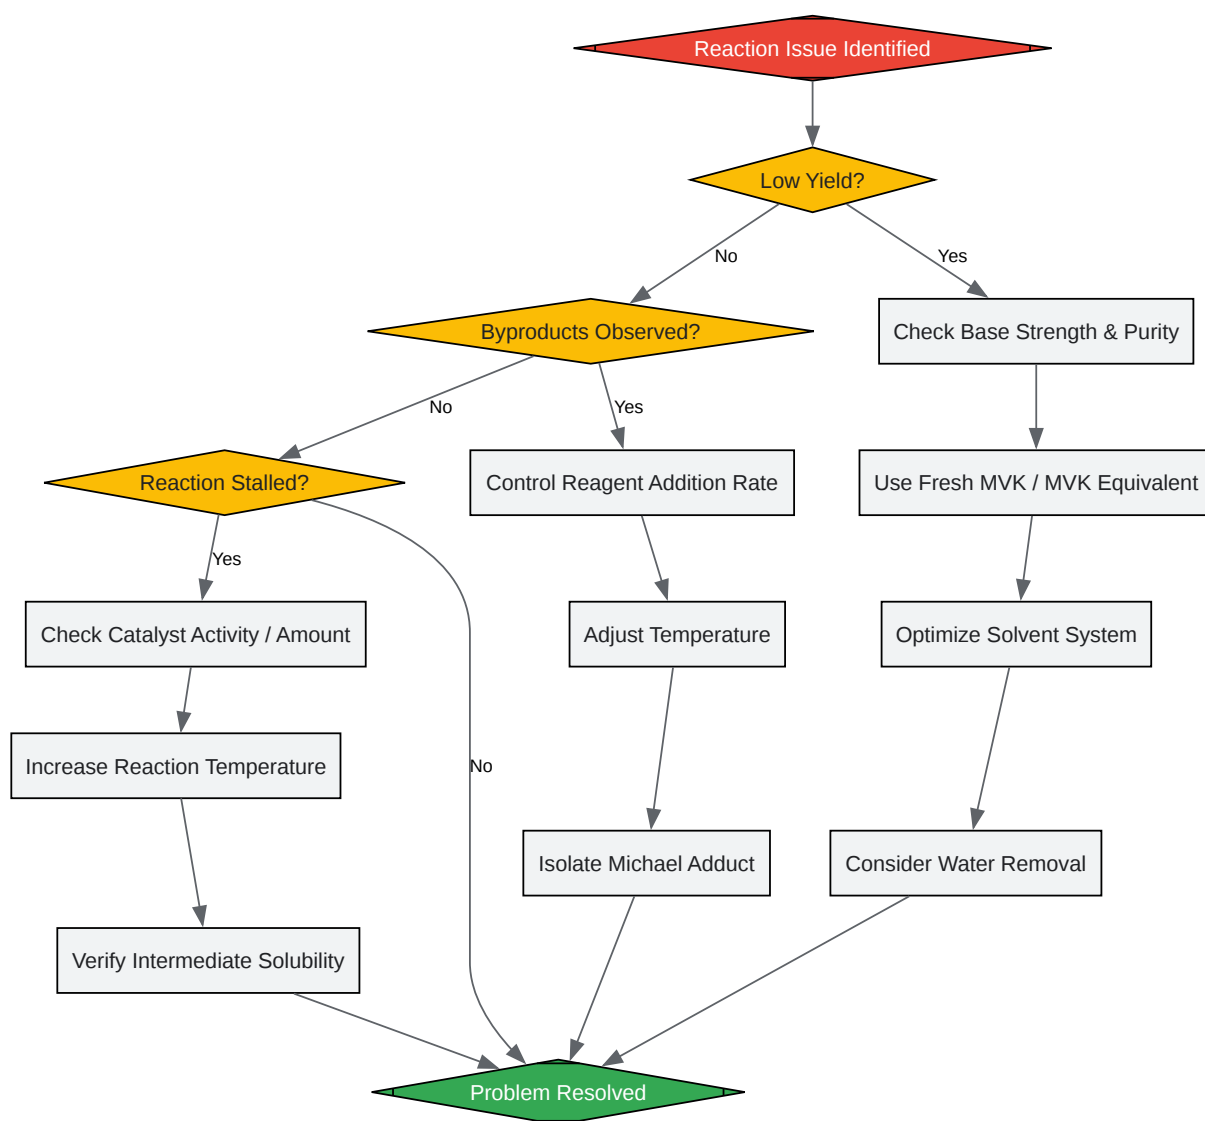 Reaction Issue Identified
Low Yield?
No
Yes
Byproducts Observed?
Check Base Strength & Purity
No
Yes
Reaction Stalled?
Control Reagent Addition Rate
Use Fresh MVK / MVK Equivalent
Yes
Check Catalyst Activity / Amount
Adjust Temperature
Optimize Solvent System
Increase Reaction Temperature
No
Isolate Michael Adduct
Consider Water Removal
Verify Intermediate Solubility
Problem Resolved